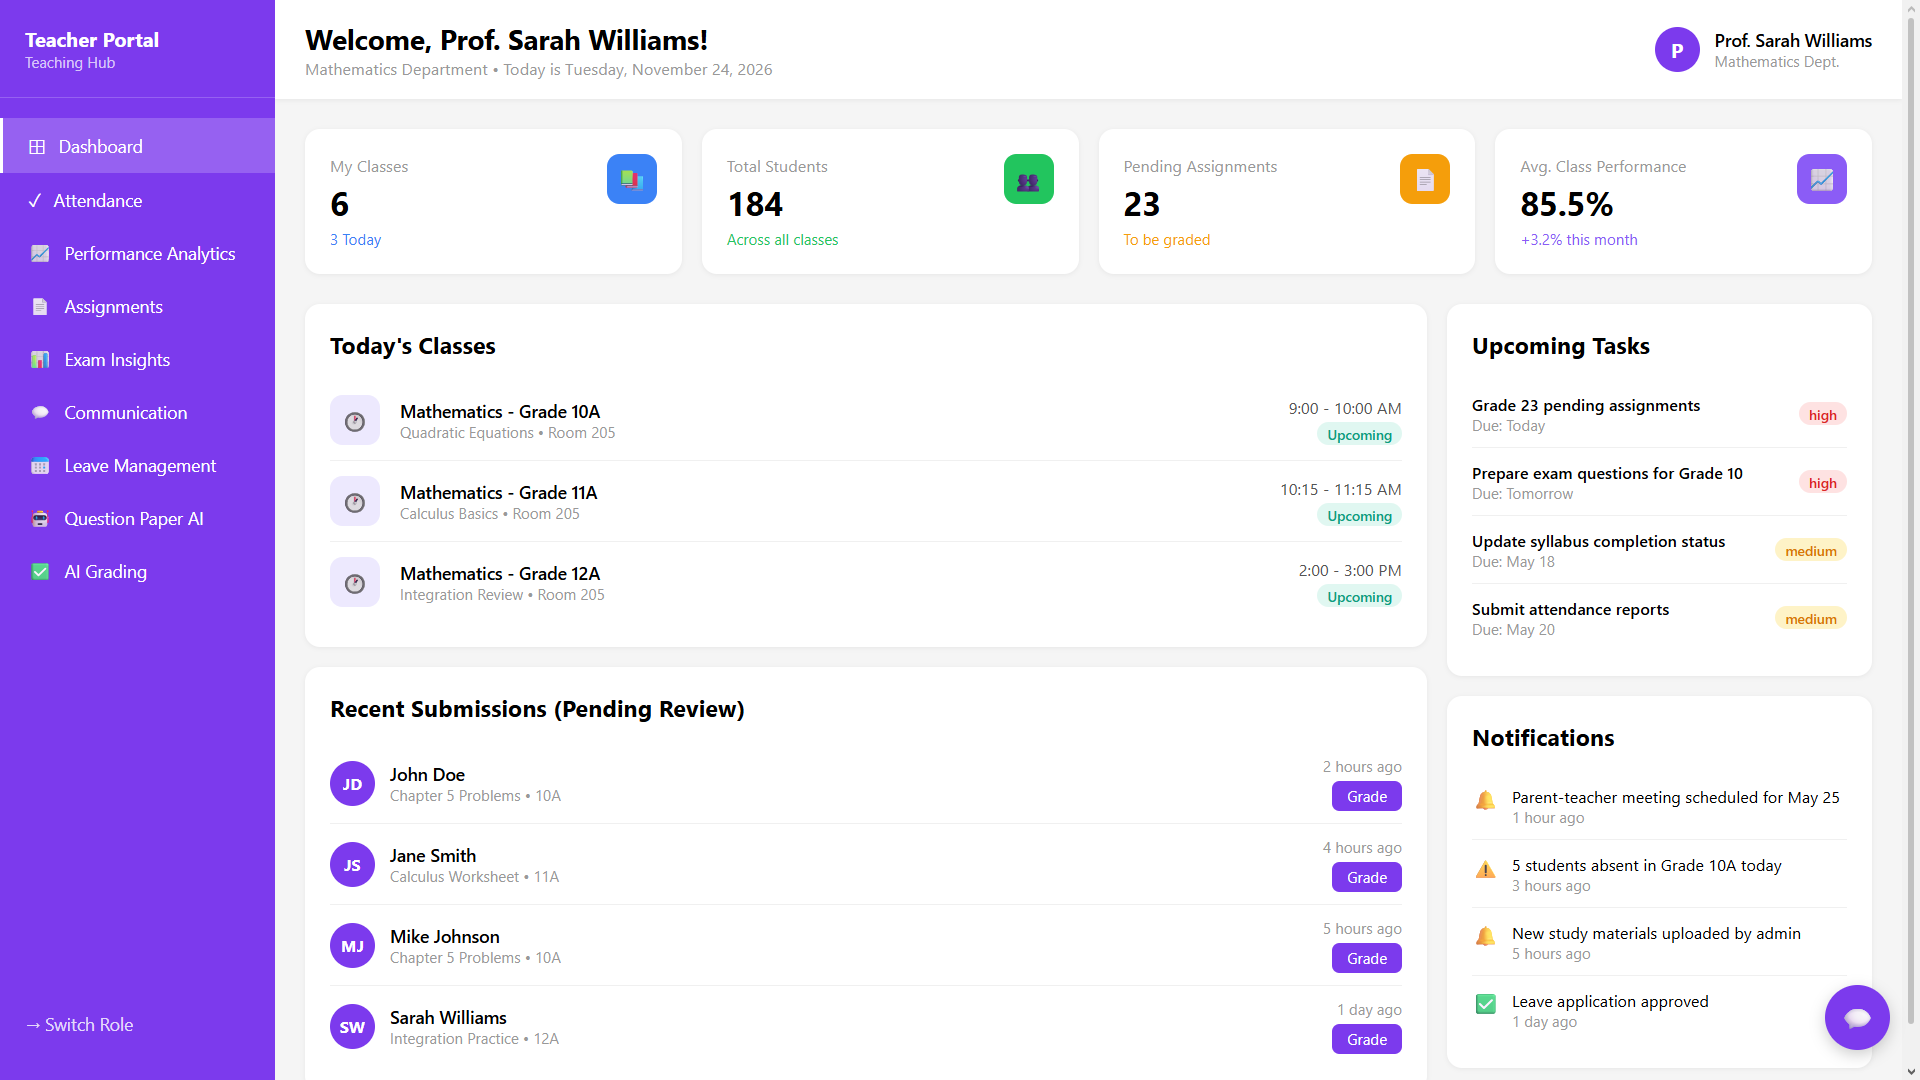 Teacher Portal
Teaching Hub
Dashboard
✓ Attendance
Performance Analytics
Assignments
Exam Insights
Communication
Leave Management
Question Paper AI
AI Grading
→ Switch Role
Welcome, Prof. Sarah Williams!
Mathematics Department • Today is Tuesday, November 24, 2026
P
Prof. Sarah Williams
Mathematics Dept.
My Classes
6
3 Today
Total Students
184
Across all classes
Pending Assignments
23
To be graded
Avg. Class Performance
85.5%
+3.2% this month
Today's Classes
Mathematics - Grade 10A
Quadratic Equations • Room 205
9:00 - 10:00 AM
Upcoming
Mathematics - Grade 11A
Calculus Basics • Room 205
10:15 - 11:15 AM
Upcoming
Mathematics - Grade 12A
Integration Review • Room 205
2:00 - 3:00 PM
Upcoming
Recent Submissions (Pending Review)
JD
John Doe
Chapter 5 Problems • 10A
2 hours ago
Grade
JS
Jane Smith
Calculus Worksheet • 11A
4 hours ago
Grade
MJ
Mike Johnson
Chapter 5 Problems • 10A
5 hours ago
Grade
SW
Sarah Williams
Integration Practice • 12A
1 day ago
Grade
Upcoming Tasks
Grade 23 pending assignments
Due: Today
high
Prepare exam questions for Grade 10
Due: Tomorrow
high
Update syllabus completion status
Due: May 18
medium
Submit attendance reports
Due: May 20
medium
Notifications
Parent-teacher meeting scheduled for May 25
1 hour ago
5 students absent in Grade 10A today
3 hours ago
New study materials uploaded by admin
5 hours ago
Leave application approved
1 day ago